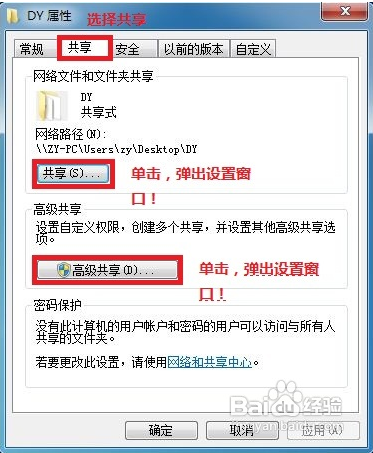 DY 属性
选择共享
常规 共享 安全 以前的版本 自定义
网络文件和文件夹共享
DY
共享式
网络路径(N):
\\ZY-PC\Users\zy\Desktop\DY
共享(S)...
单击，弹出设置窗
口！
高级共享
设置自定义权限，创建多个共享，并设置其他高级共享选
项。
高级共享(D)...
单击，弹出设置窗
口！
密码保护
没有此计算机的用户帐户和密码的用户可以访问与所有人
共享的文件夹。
若要更改此设置，请使用网络和共享中心。
Baidu经验
jingyan.baidu.com
确定 取消 应用(A)